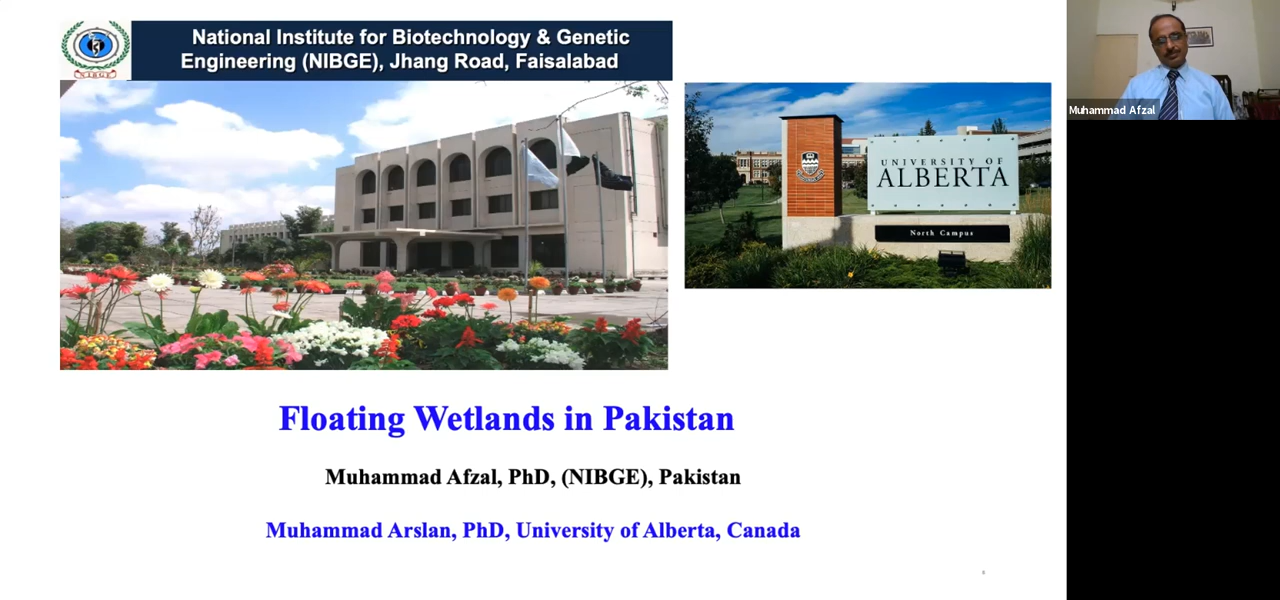 National Institute for Biotechnology & Genetic
Engineering (NIBGE), Jhang Road, Faisalabad
NIBGE
UNIVERSITY OF
ALBERTA
North Campus
Muhammad Afzal
Floating Wetlands in Pakistan
Muhammad Afzal, PhD, (NIBGE), Pakistan
Muhammad Arslan, PhD, University of Alberta, Canada